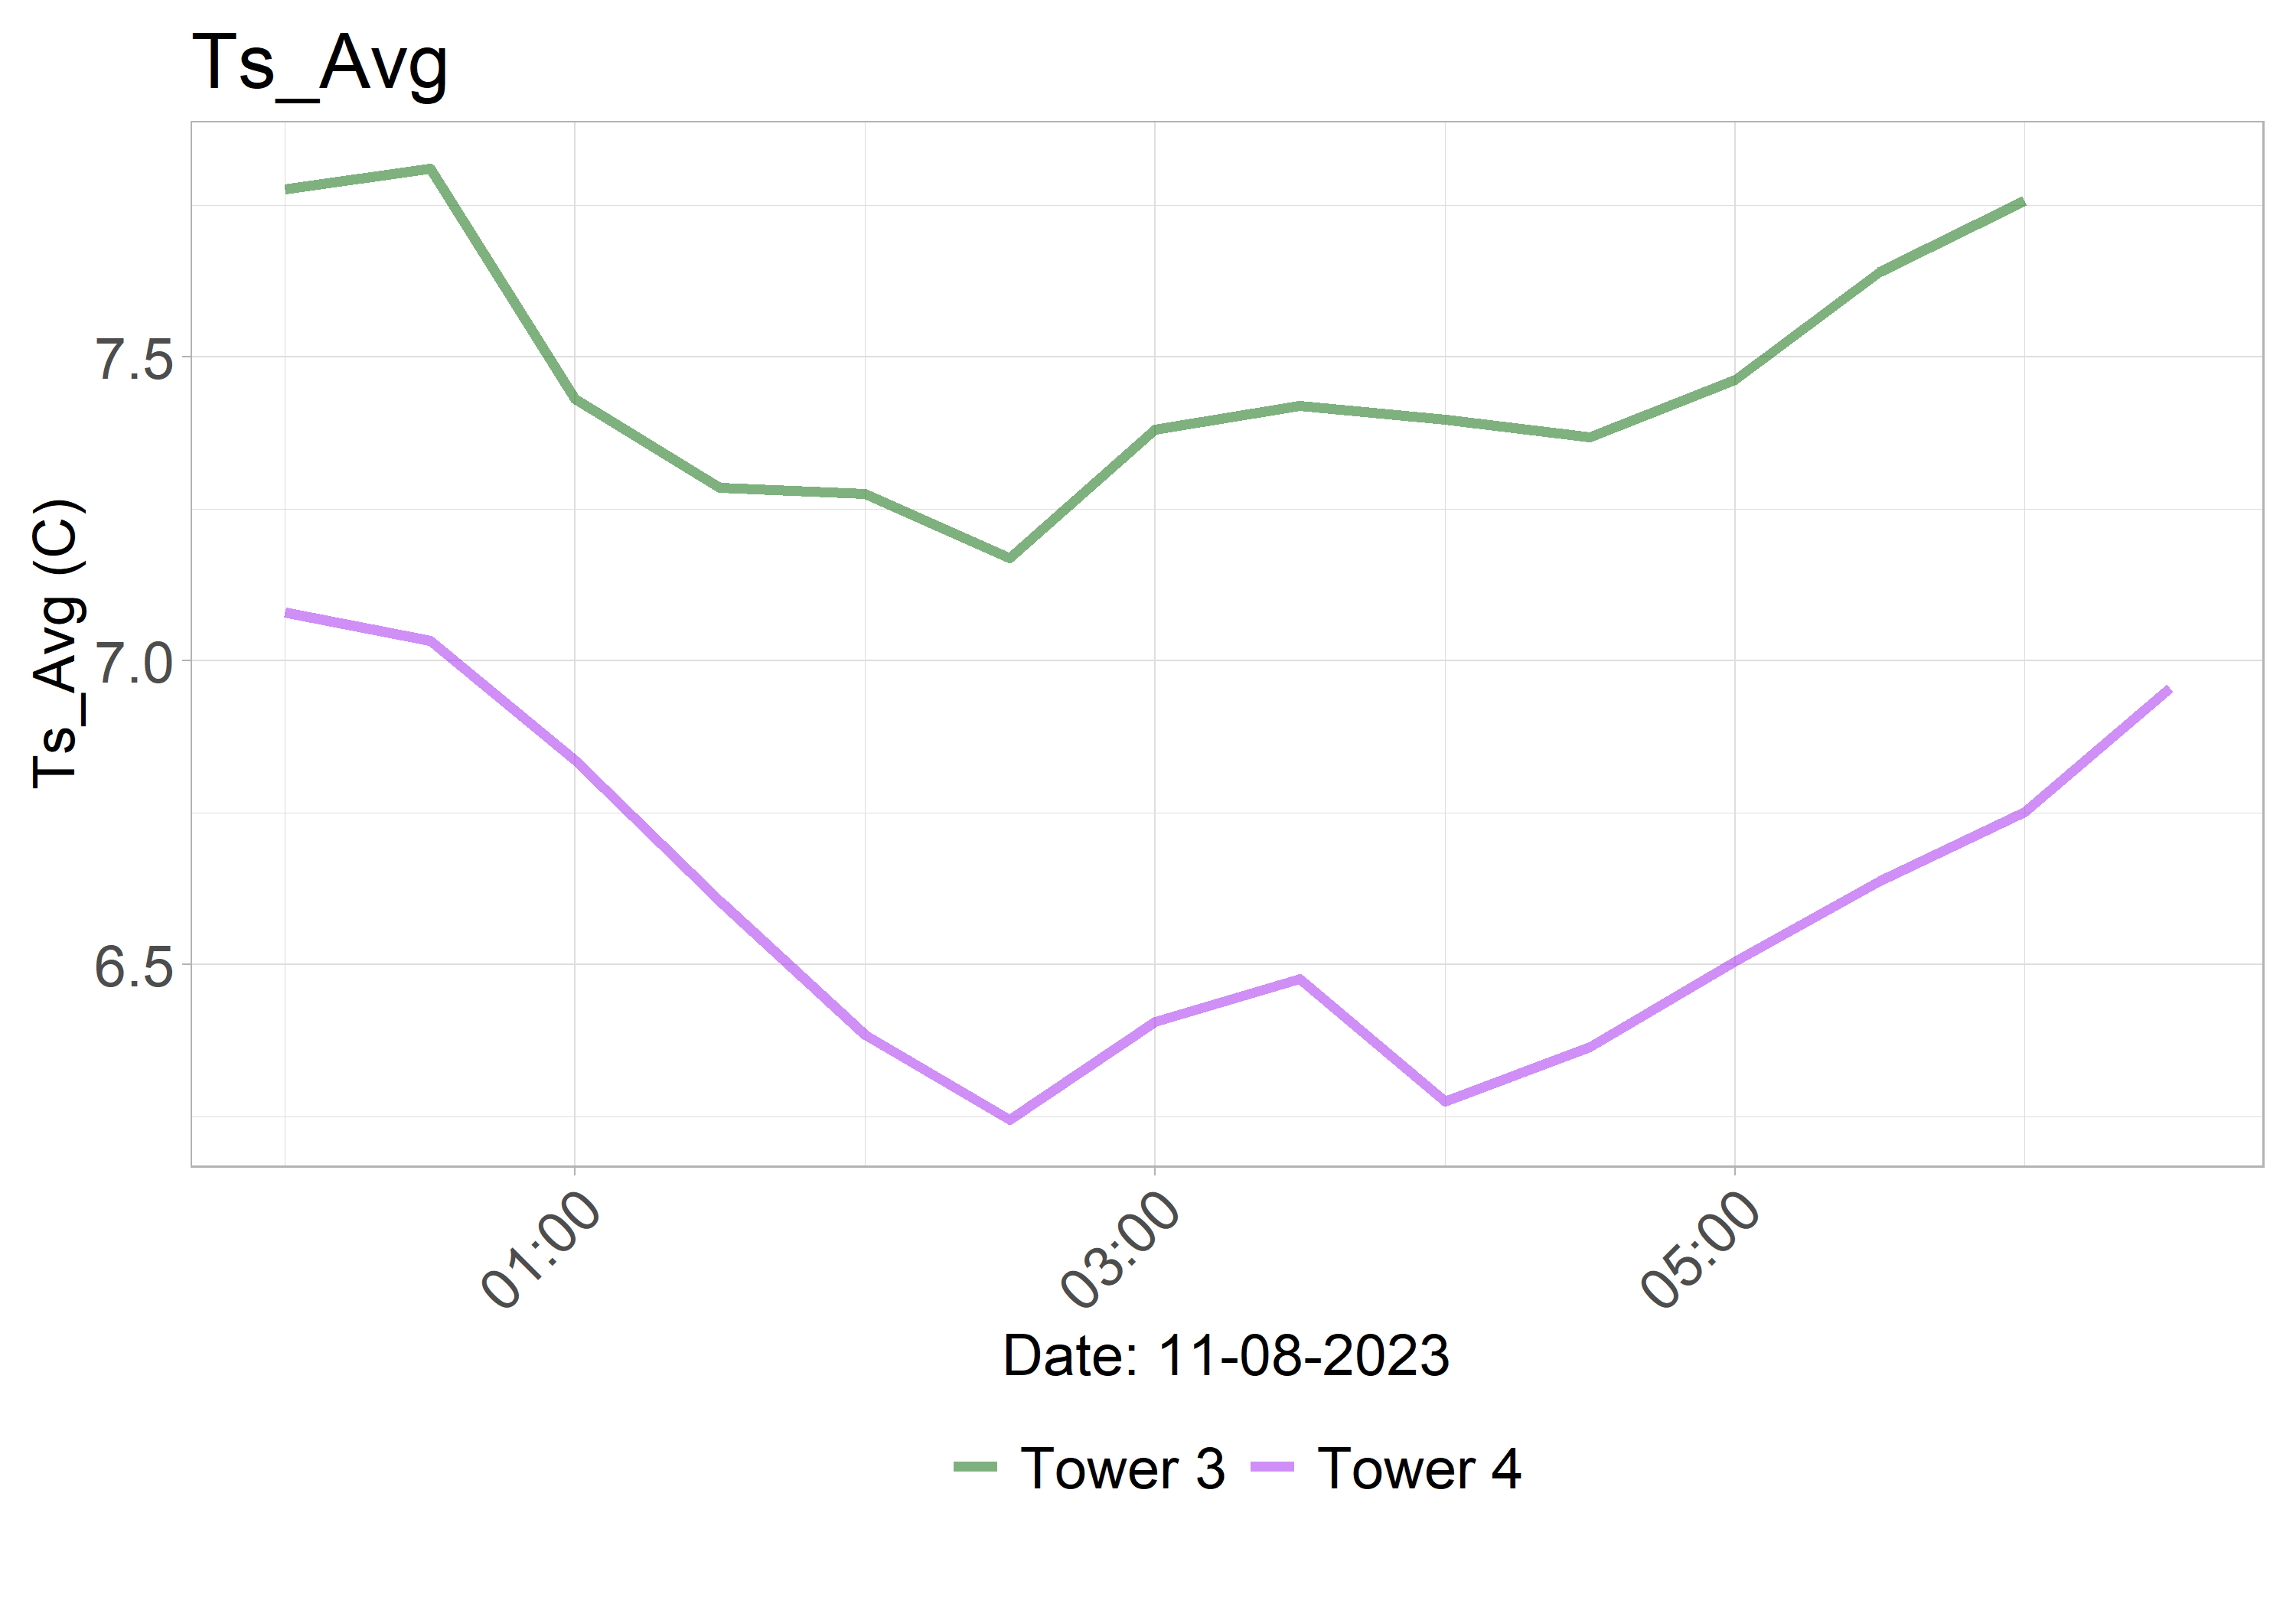 Ts_Avg
Ts_Avg (C)
7.5
7.0
6.5
01:00
03:00
05:00
Date: 11-08-2023
Tower 3
Tower 4